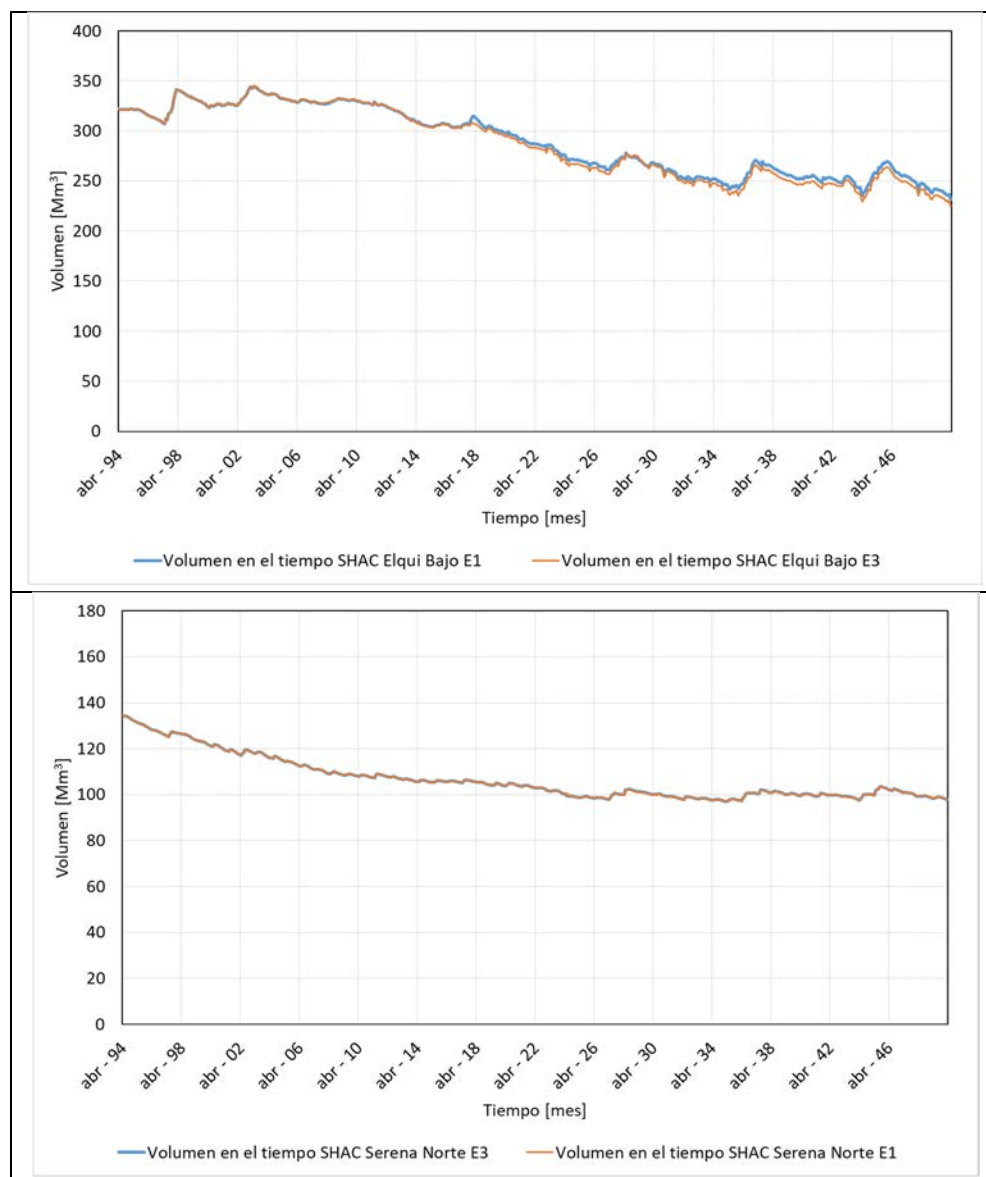 400
350
300
250
200
150
100
50
0
Volumen [Mm³]
abr - 94
abr - 98
abr - 02
abr - 06
abr - 10
abr - 14
abr - 18
abr - 22
abr - 26
abr - 30
abr - 34
abr - 38
abr - 42
abr - 46
Tiempo [mes]
Volumen en el tiempo SHAC Elqui Bajo E1
Volumen en el tiempo SHAC Elqui Bajo E3
180
160
140
120
100
80
60
40
20
0
Volumen [Mm³]
abr - 94
abr - 98
abr - 02
abr - 06
abr - 10
abr - 14
abr - 18
abr - 22
abr - 26
abr - 30
abr - 34
abr - 38
abr - 42
abr - 46
Tiempo [mes]
Volumen en el tiempo SHAC Serena Norte E3
Volumen en el tiempo SHAC Serena Norte E1